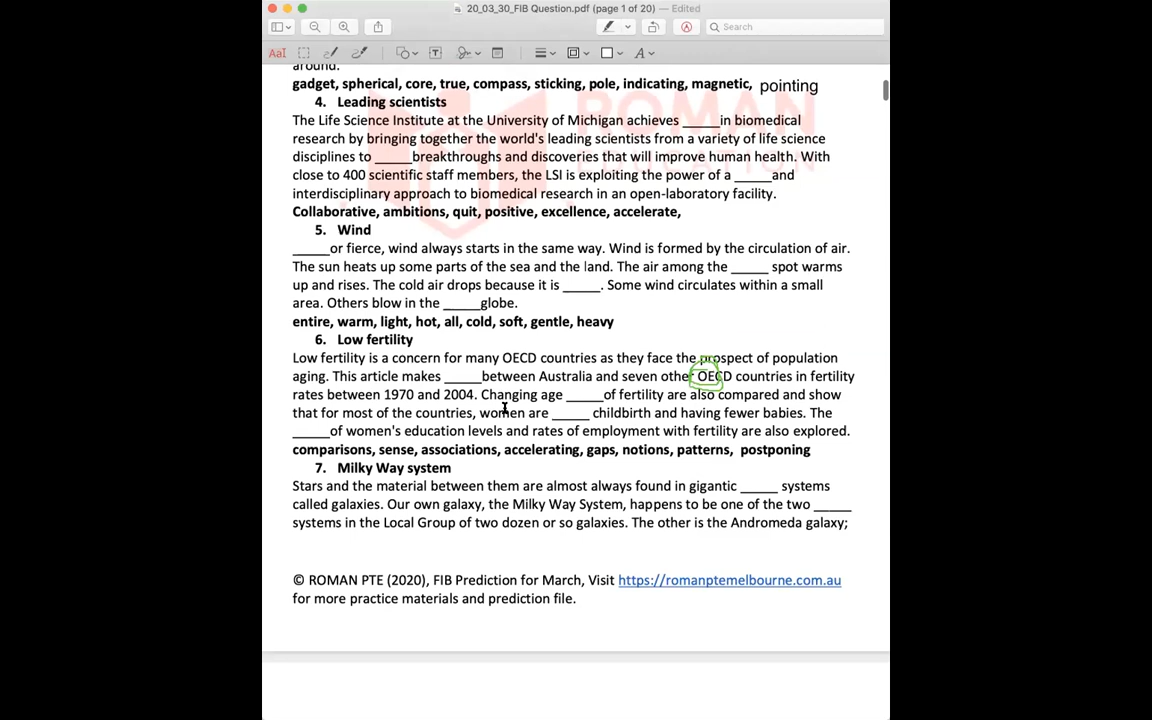 20_03_30_FIB Question.pdf (page 1 of 20) — Edited
Search
AaI
around.
gadget, spherical, core, true, compass, sticking, pole, indicating, magnetic, pointing
4. Leading scientists
The Life Science Institute at the University of Michigan achieves _____in biomedical
research by bringing together the world's leading scientists from a variety of life science
disciplines to _____breakthroughs and discoveries that will improve human health. With
close to 400 scientific staff members, the LSI is exploiting the power of a _____and
interdisciplinary approach to biomedical research in an open-laboratory facility.
Collaborative, ambitions, quit, positive, excellence, accelerate,
5. Wind
_____or fierce, wind always starts in the same way. Wind is formed by the circulation of air.
The sun heats up some parts of the sea and the land. The air among the _____ spot warms
up and rises. The cold air drops because it is _____. Some wind circulates within a small
area. Others blow in the _____globe.
entire, warm, light, hot, all, cold, soft, gentle, heavy
6. Low fertility
Low fertility is a concern for many OECD countries as they face the prospect of population
aging. This article makes _____between Australia and seven other OECD countries in fertility
rates between 1970 and 2004. Changing age _____of fertility are also compared and show
that for most of the countries, women are _____ childbirth and having fewer babies. The
_____of women's education levels and rates of employment with fertility are also explored.
comparisons, sense, associations, accelerating, gaps, notions, patterns, postponing
7. Milky Way system
Stars and the material between them are almost always found in gigantic _____ systems
called galaxies. Our own galaxy, the Milky Way System, happens to be one of the two _____
systems in the Local Group of two dozen or so galaxies. The other is the Andromeda galaxy;
© ROMAN PTE (2020), FIB Prediction for March, Visit https://romanptemelbourne.com.au
for more practice materials and prediction file.
ROMAN